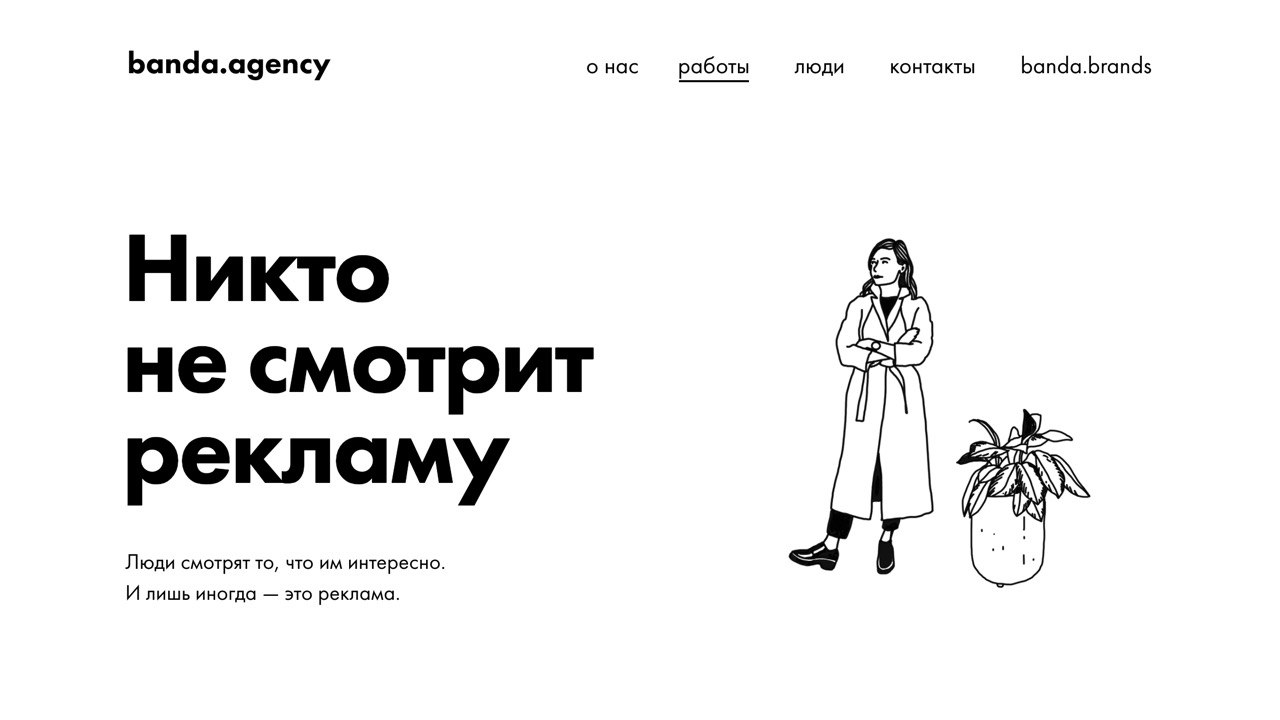 banda.agency
о нас работы люди контакты banda.brands
Никто
не смотрит
рекламу
Люди смотрят то, что им интересно.
И лишь иногда — это реклама.